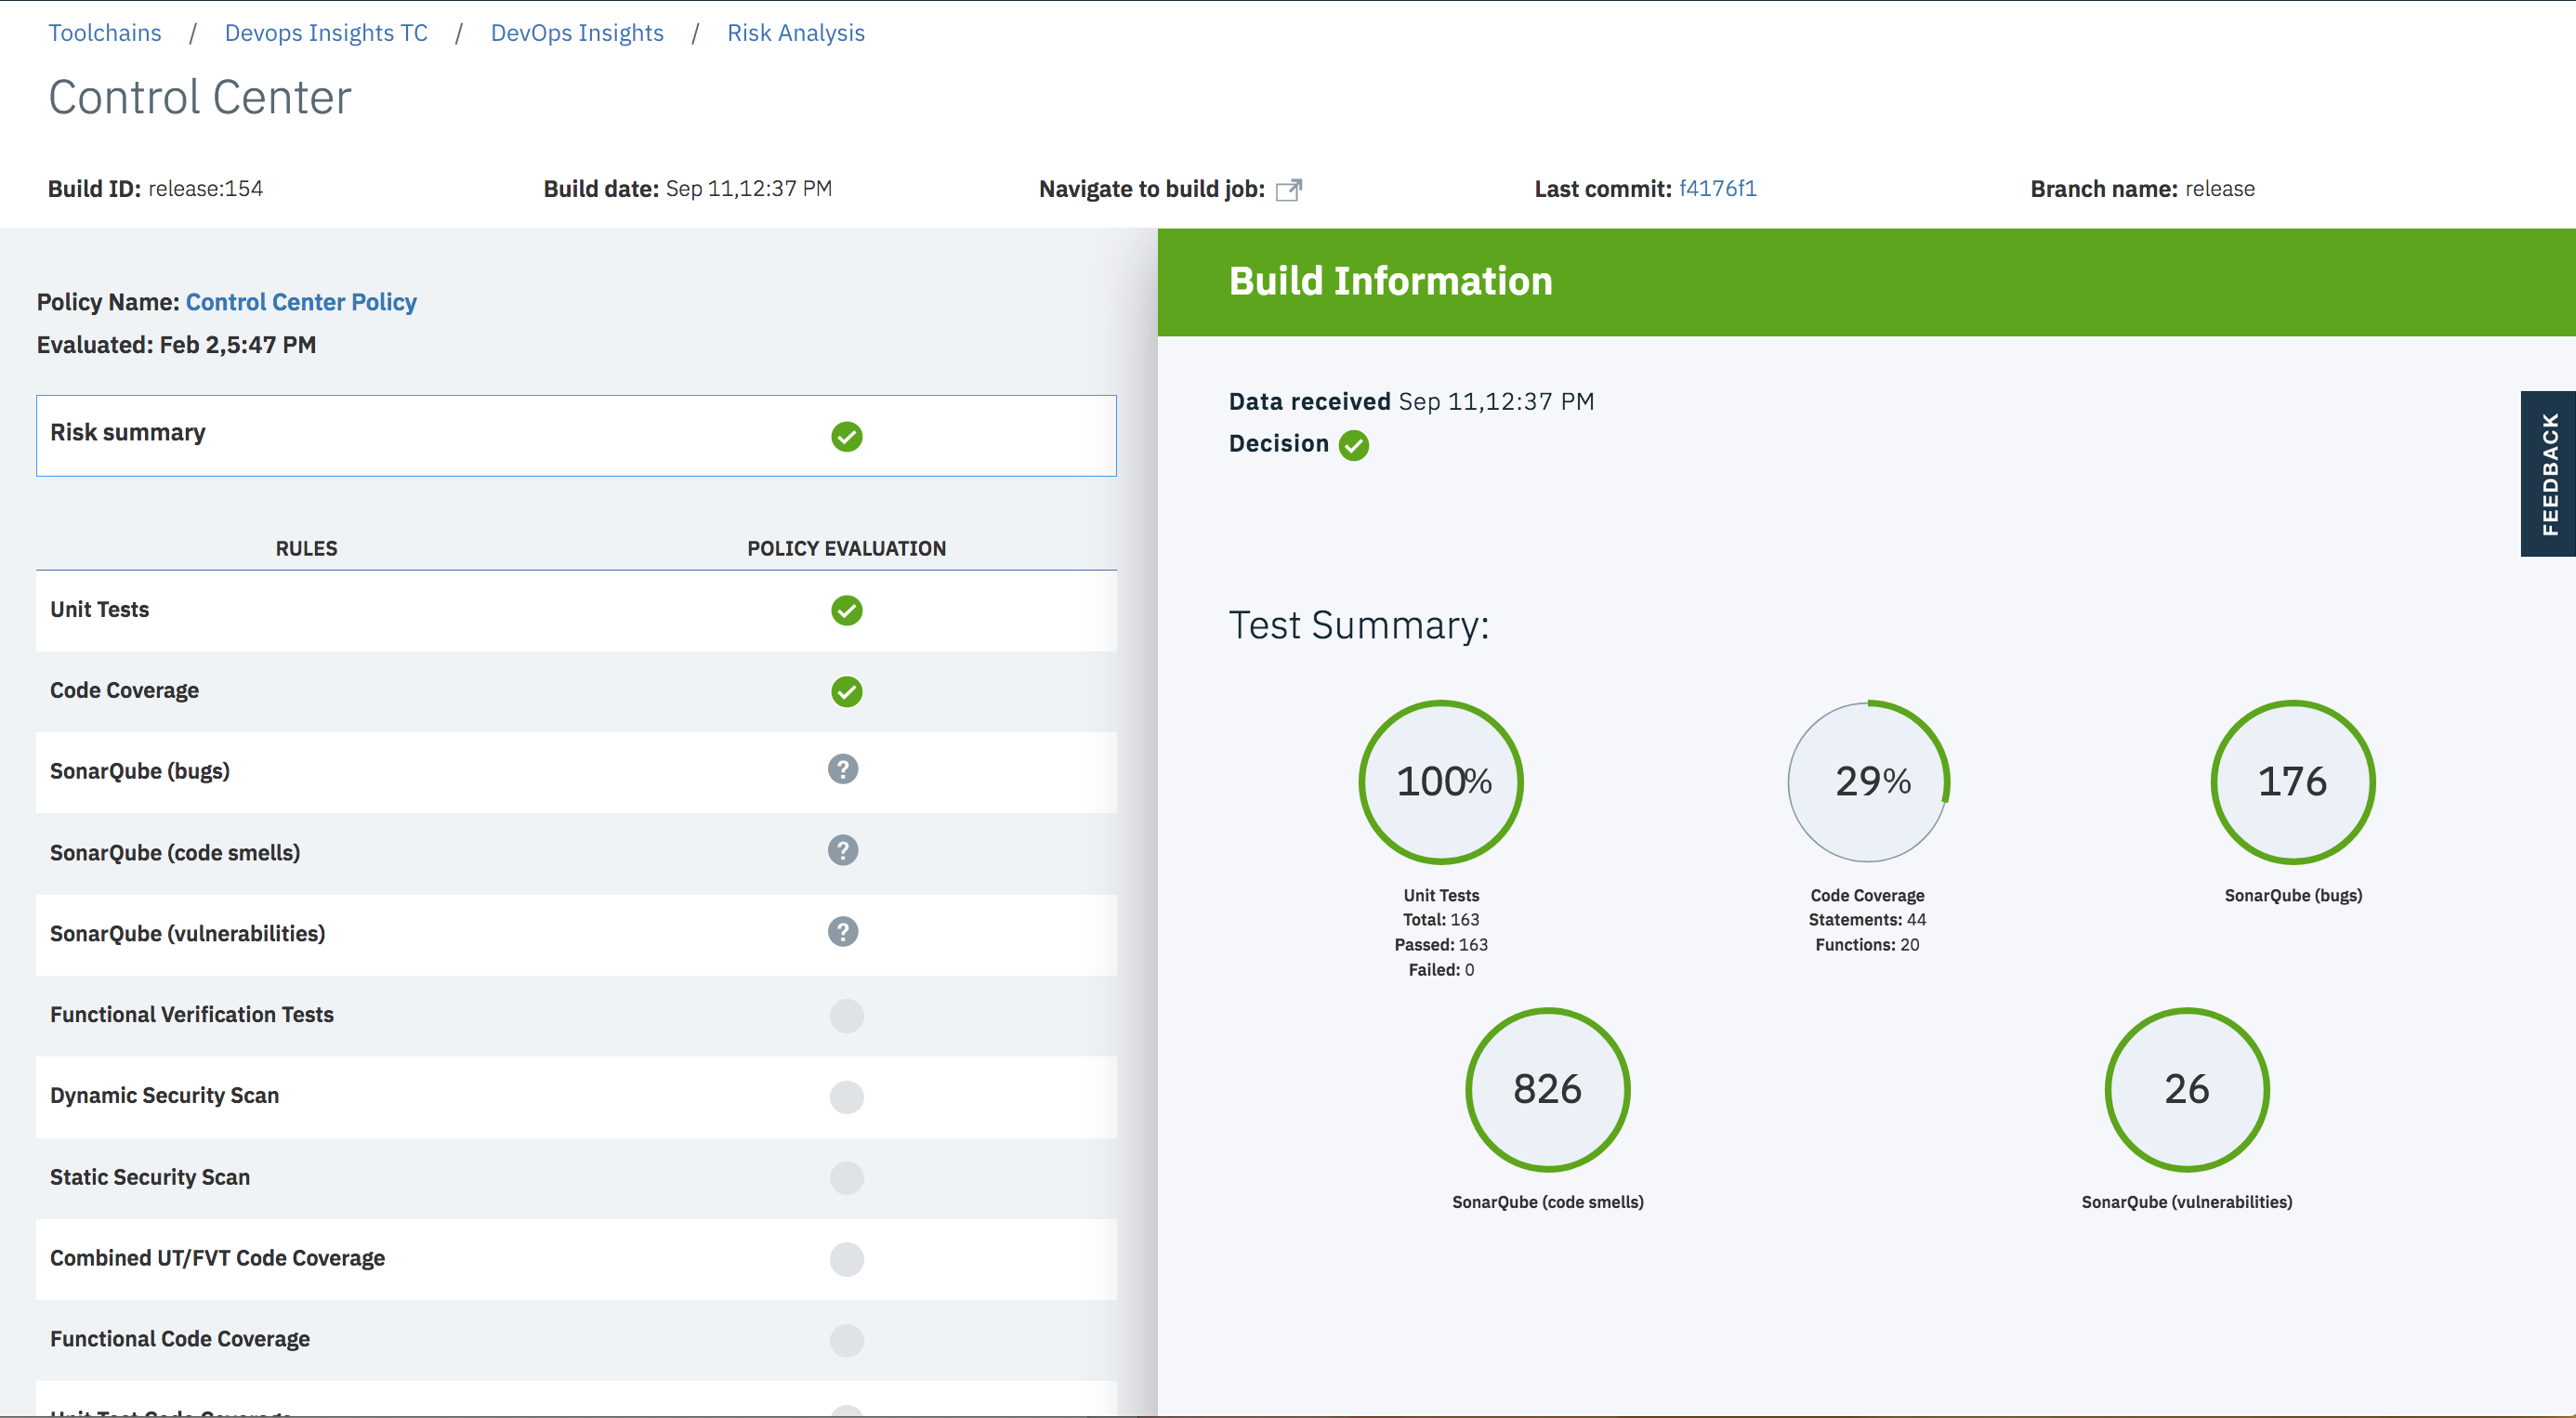 Toolchains / Devops Insights TC / DevOps Insights / Risk Analysis
Control Center
Build ID: release:154
Build date: Sep 11,12:37 PM
Navigate to build job:
Last commit: f4176f1
Branch name: release
Policy Name: Control Center Policy
Evaluated: Feb 2,5:47 PM
Risk summary
RULES POLICY EVALUATION
Unit Tests
Code Coverage
SonarQube (bugs) ?
SonarQube (code smells) ?
SonarQube (vulnerabilities) ?
Functional Verification Tests
Dynamic Security Scan
Static Security Scan
Combined UT/FVT Code Coverage
Functional Code Coverage
Unit Test Code Coverage
Build Information
Data received Sep 11,12:37 PM
Decision
Test Summary:
100%
Unit Tests
Total: 163
Passed: 163
Failed: 0
29%
Code Coverage
Statements: 44
Functions: 20
176
SonarQube (bugs)
826
SonarQube (code smells)
26
SonarQube (vulnerabilities)
FEEDBACK